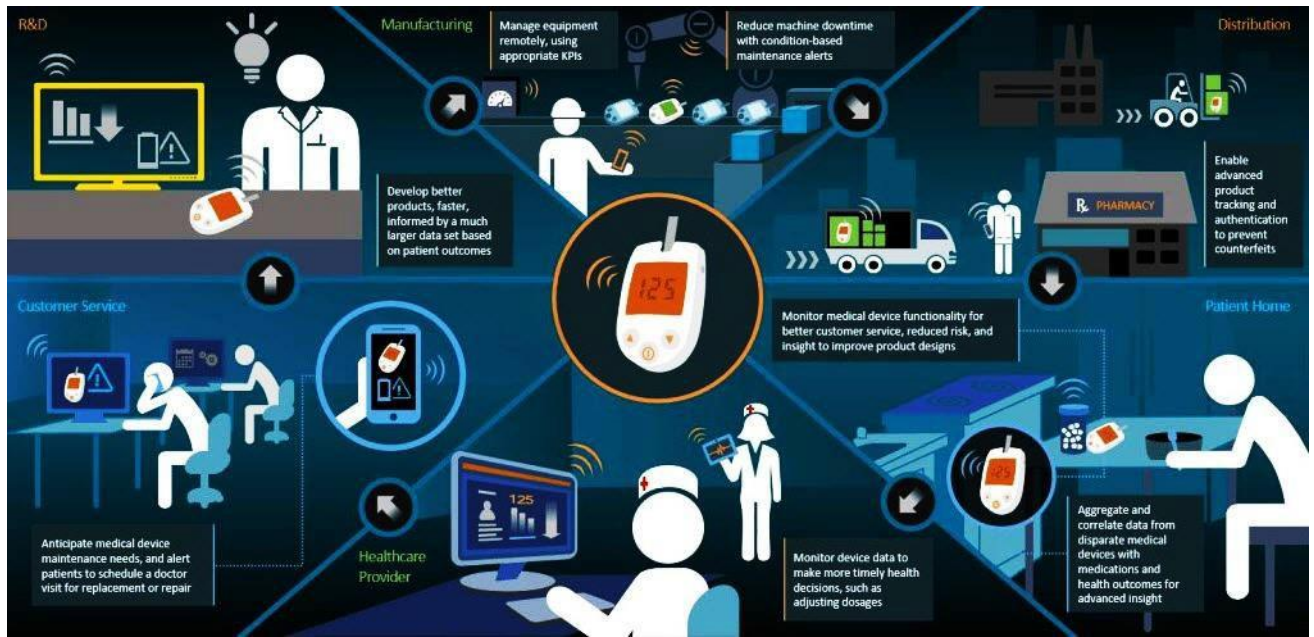 R&D
Manufacturing
Manage equipment
remotely, using
appropriate KPIs
Reduce machine downtime
with condition-based
maintenance alerts
Distribution
Develop better
products, faster,
informed by a much
larger data set based
on patient outcomes
Rx PHARMACY
Enable
advanced
product
tracking and
authentication
to prevent
counterfeits
125
Customer Service
Monitor medical device functionality for
better customer service, reduced risk, and
insight to improve product designs
Patient Home
125
125
Anticipate medical device
maintenance needs, and alert
patients to schedule a doctor
visit for replacement or repair
Healthcare
Provider
Monitor device data to
make more timely health
decisions, such as
adjusting dosages
Aggregate and
correlate data from
disparate medical
devices with
medications and
health outcomes for
advanced insight